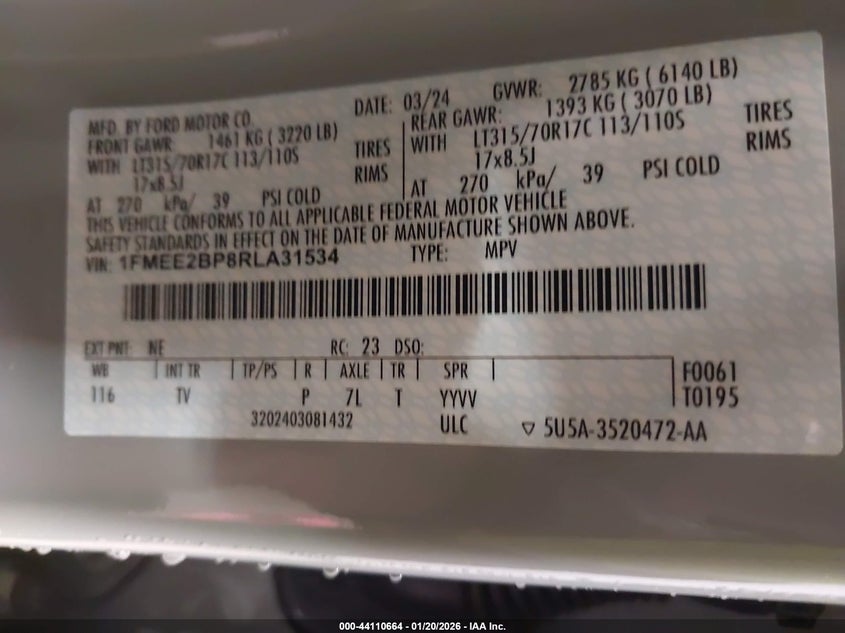 MFD. BY FORD MOTOR CO.
DATE: 03/24 GVWR: 2785 KG ( 6140 LB)
FRONT GAWR: 1461 KG ( 3220 LB)
WITH LT315/70R17C 113/110S TIRES
17x8.5J RIMS
AT 270 kPa/ 39 PSI COLD
REAR GAWR: 1393 KG ( 3070 LB)
WITH LT315/70R17C 113/110S TIRES
17x8.5J RIMS
AT 270 kPa/ 39 PSI COLD
THIS VEHICLE CONFORMS TO ALL APPLICABLE FEDERAL MOTOR VEHICLE
SAFETY STANDARDS IN EFFECT ON THE DATE OF MANUFACTURE SHOWN ABOVE.
VIN: 1FMEE2BP8RLA31534 TYPE: MPV
EXT PNT: NE RC: 23 DSO:
WB INT TR TP/PS R AXLE TR SPR F0061
116 TV P 7L T YYVV T0195
3202403081432 ULC ▽ 5U5A-3520472-AA
000-44110664 - 01/20/2026 - IAA Inc.